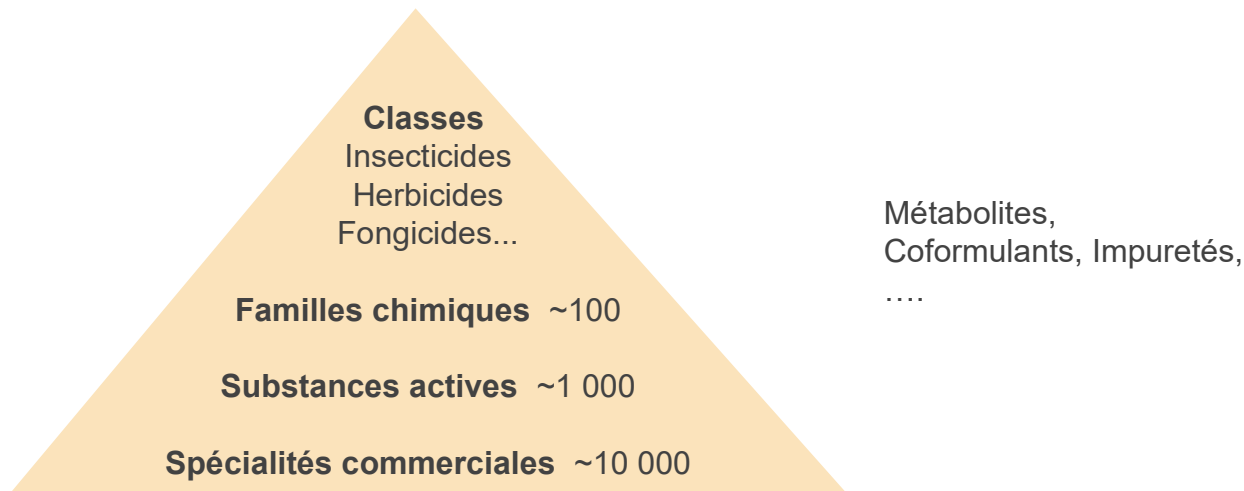 Classes
Insecticides
Herbicides
Fongicides...
Familles chimiques ~100
Substances actives ~1 000
Spécialités commerciales ~10 000
Métabolites,
Coformulants, Impuretés,
….